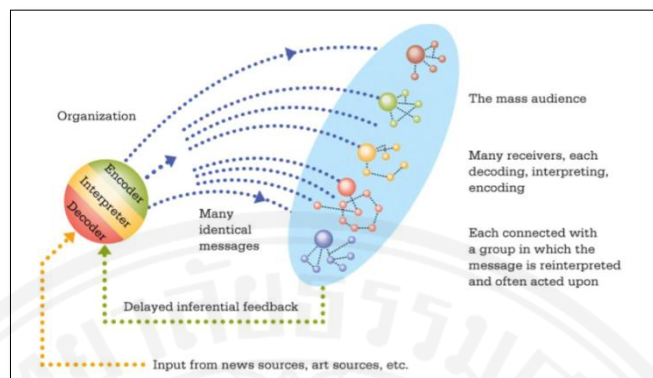 The mass audience
Organization
Encoder
Interpreter
Decoder
Many receivers, each
decoding, interpreting,
encoding
Many
identical
messages
Each connected with
a group in which the
message is reinterpreted
and often acted upon
Delayed inferential feedback
Input from news sources, art sources, etc.